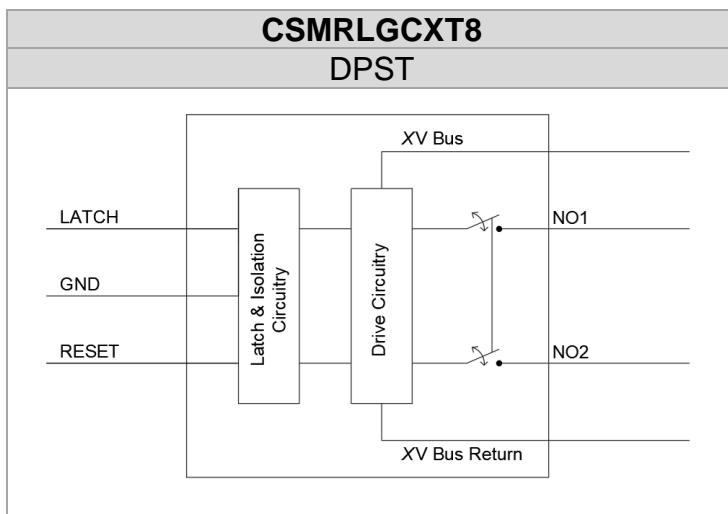 CSMRLGCXT8
DPST
XV Bus
LATCH
NO1
GND
Latch & Isolation
Circuitry
Drive Circuitry
RESET
NO2
XV Bus Return